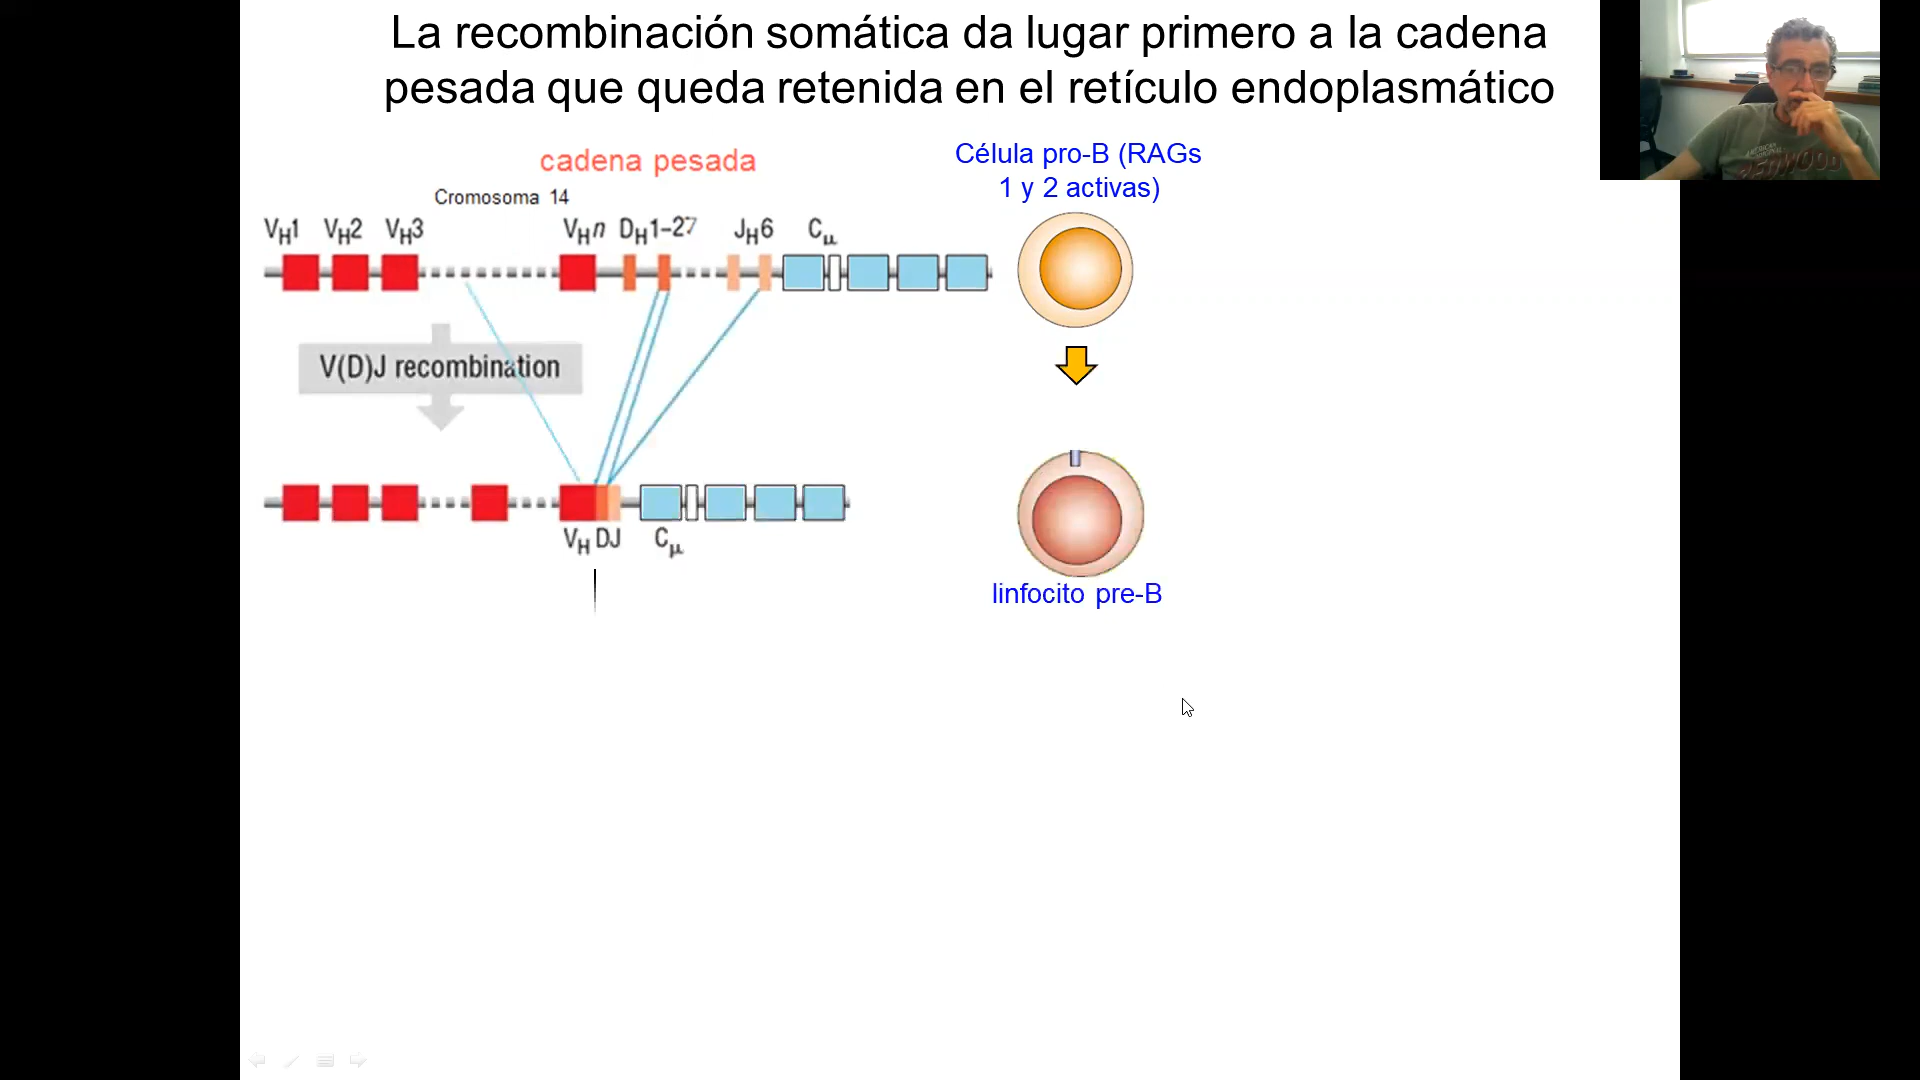 La recombinación somática da lugar primero a la cadena
pesada que queda retenida en el retículo endoplasmático
cadena pesada
Célula pro-B (RAGs
1 y 2 activas)
Cromosoma 14
VH1 VH2 VH3 VHn DH1-27 JH6 Cμ
V(D)J recombination
VH DJ Cμ
linfocito pre-B